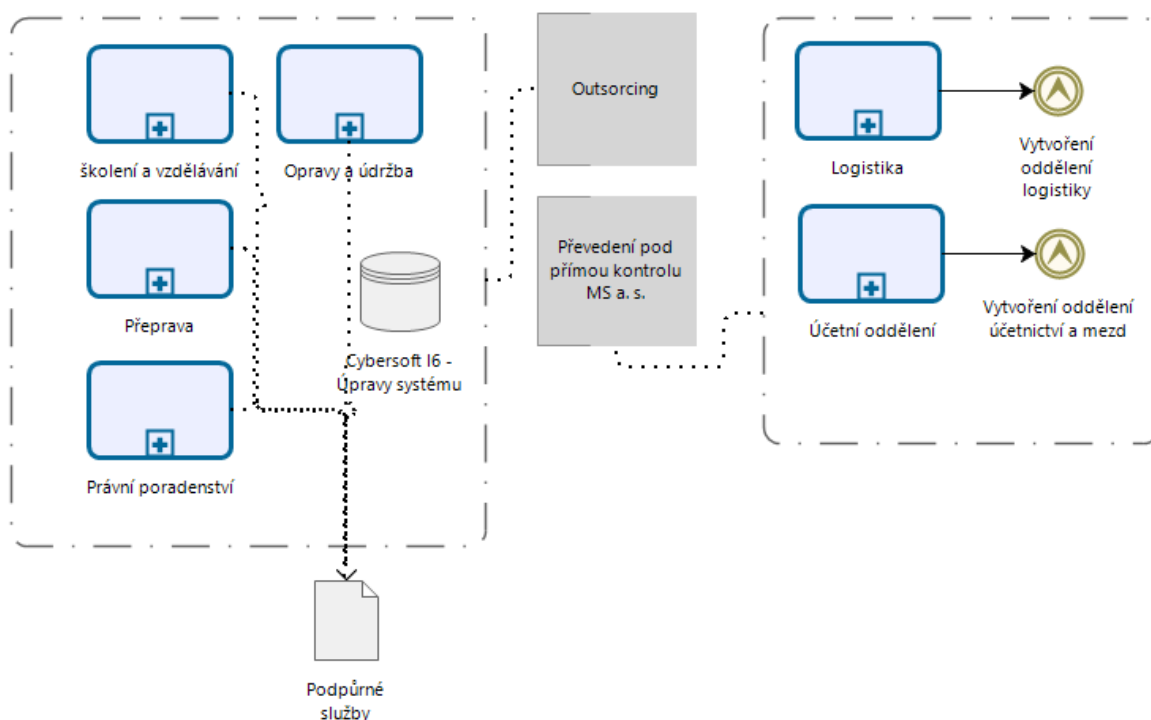 školení a vzdělávání
Opravy a údržba
Přeprava
Cybersoft I6 -
Úpravy systému
Právní poradenství
Podpůrné
služby
Outsorcing
Převedení pod
přímou kontrolu
MS a. s.
Logistika
Vytvoření
oddělení
logistiky
Účetní oddělení
Vytvoření oddělení
účetnictví a mezd